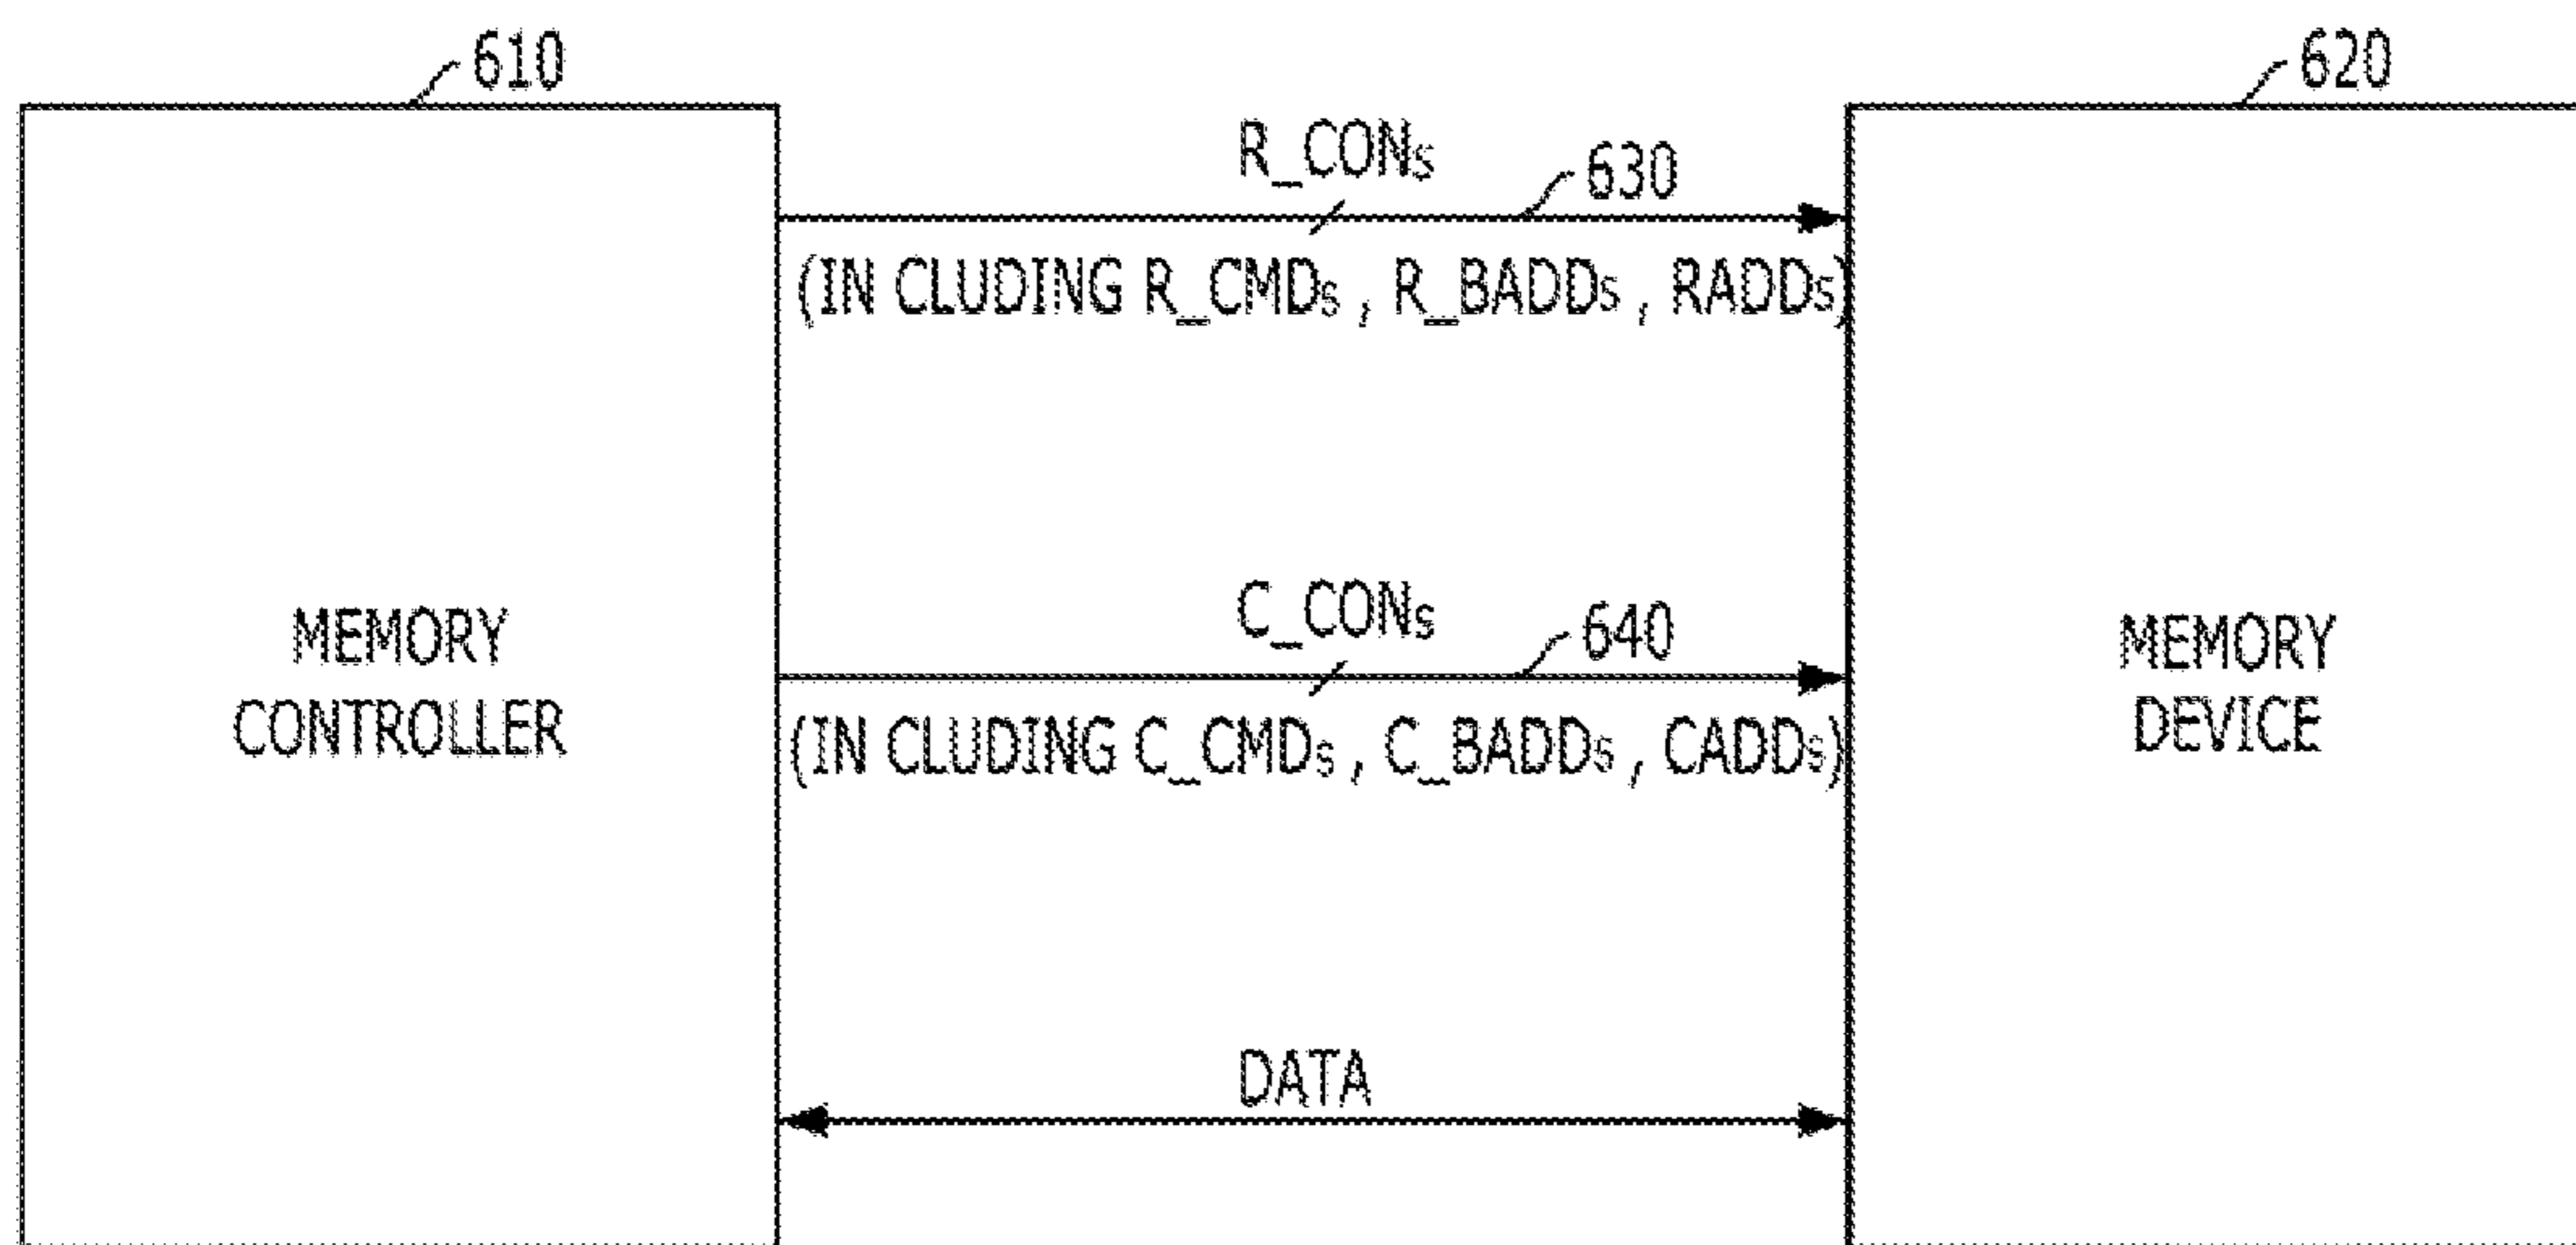 610
620
R_CONs
630
(IN CLUDING R_CMDs , R_BADDs , RADDs)
C_CONs
640
MEMORY
CONTROLLER
(IN CLUDING C_CMDs , C_BADDs , CADDs)
MEMORY
DEVICE
DATA